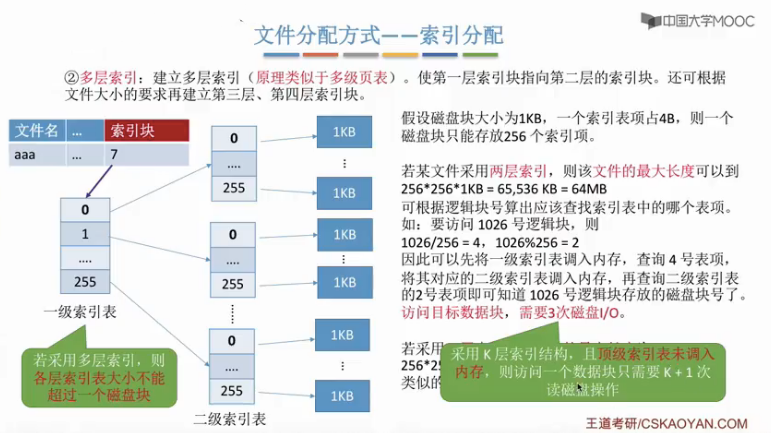 中国大学MOOC
文件分配方式——索引分配
②多层索引：建立多层索引（原理类似于多级页表）。使第一层索引块指向第二层的索引块。还可根据
文件大小的要求再建立第三层、第四层索引块。
文件名 … 索引块
aaa … 7
0
1
….
255
一级索引表
0
….
255
0
….
255
0
….
255
二级索引表
1KB
1KB
1KB
1KB
1KB
1KB
若采用多层索引，则
各层索引表大小不能
超过一个磁盘块
假设磁盘块大小为1KB，一个索引表项占4B，则一个
磁盘块只能存放256 个索引项。
若某文件采用两层索引，则该文件的最大长度可以到
256*256*1KB = 65,536 KB = 64MB
可根据逻辑块号算出应该查找索引表中的哪个表项。
如：要访问 1026 号逻辑块，则
1026/256 = 4，1026%256 = 2
因此可以先将一级索引表调入内存，查询 4 号表项，
将其对应的二级索引表调入内存，再查询二级索引表
的2号表项即可知道 1026 号逻辑块存放的磁盘块号了。
访问目标数据块，需要3次磁盘I/O。
若采用
256*25
类似的
采用 K 层索引结构，且顶级索引表未调入
内存，则访问一个数据块只需要 K + 1 次
读磁盘操作
王道考研/CSKAOYAN.COM